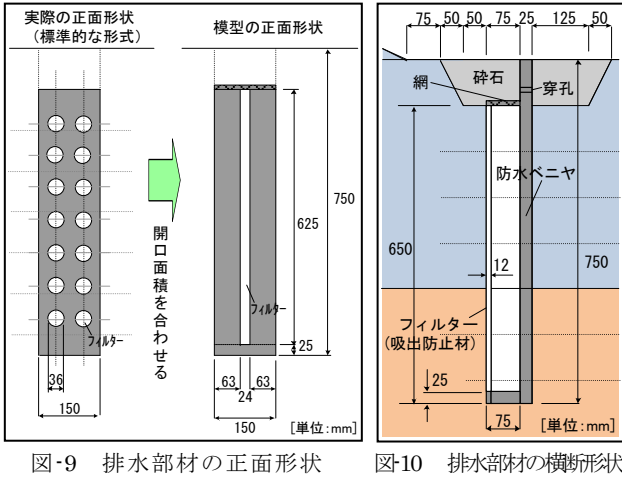 実際の正面形状
(標準的な形式)
模型の正面形状
開口面積を合わせる
フィルター
フィルター
36
150
750
625
25
63
63
24
150
[単位:mm]
図-9 排水部材の正面形状
75
50
50
75
25
125
50
砕石
網
穿孔
防水ベニヤ
650
12
750
フィルター
(吸出防止材)
25
75
[単位:mm]
図-10 排水部材の横断形状